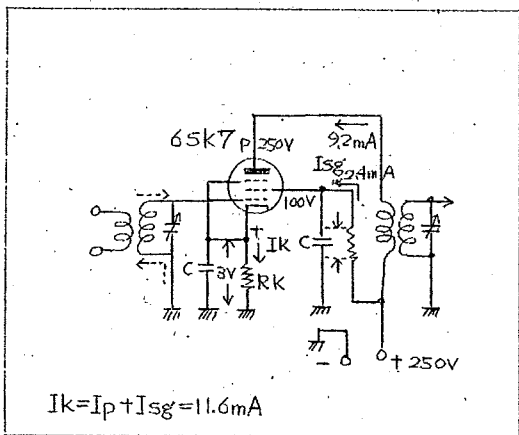 6SK7 P 250V
9.2mA
Isg 2.4mA
100V
+
Ik
C
3V
RK
C
-
+250V
Ik=Ip+Isg=11.6mA